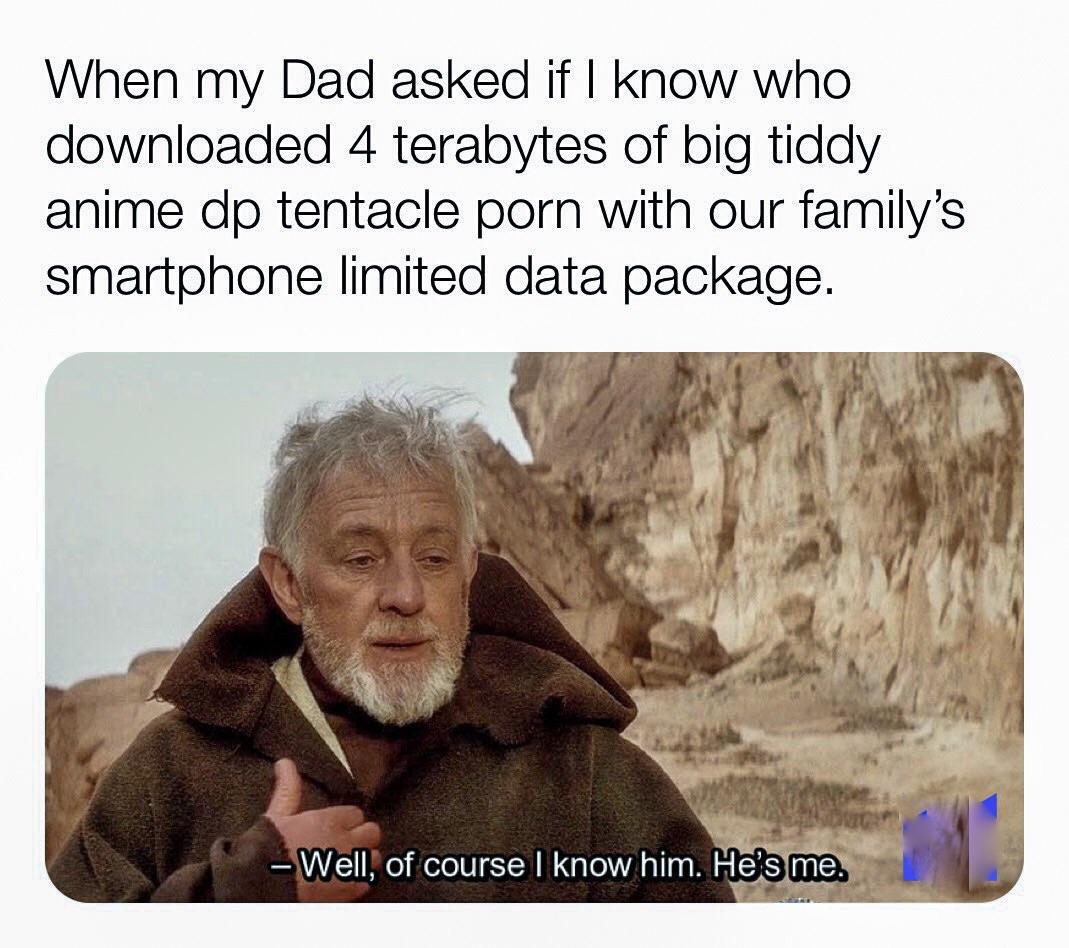 When my Dad asked if I know who
downloaded 4 terabytes of big tiddy
anime dp tentacle porn with our family’s
smartphone limited data package.
– Well, of course I know him. He’s me.